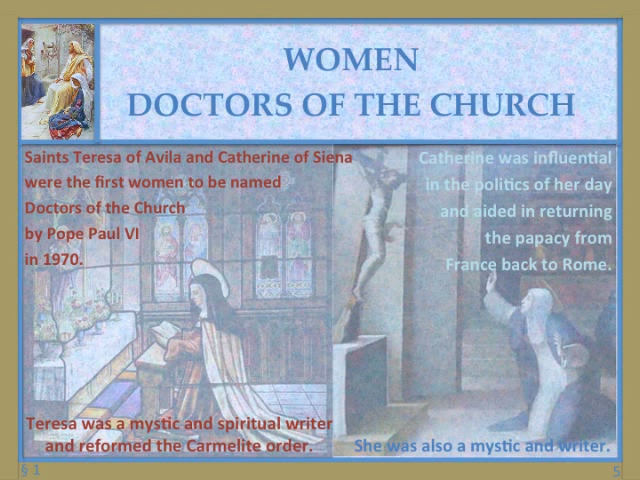 WOMEN
DOCTORS OF THE CHURCH
Saints Teresa of Avila and Catherine of Siena
were the first women to be named
Doctors of the Church
by Pope Paul VI
in 1970.
Catherine was influential
in the politics of her day
and aided in returning
the papacy from
France back to Rome.
Teresa was a mystic and spiritual writer
and reformed the Carmelite order.
She was also a mystic and writer.
§ 1
5